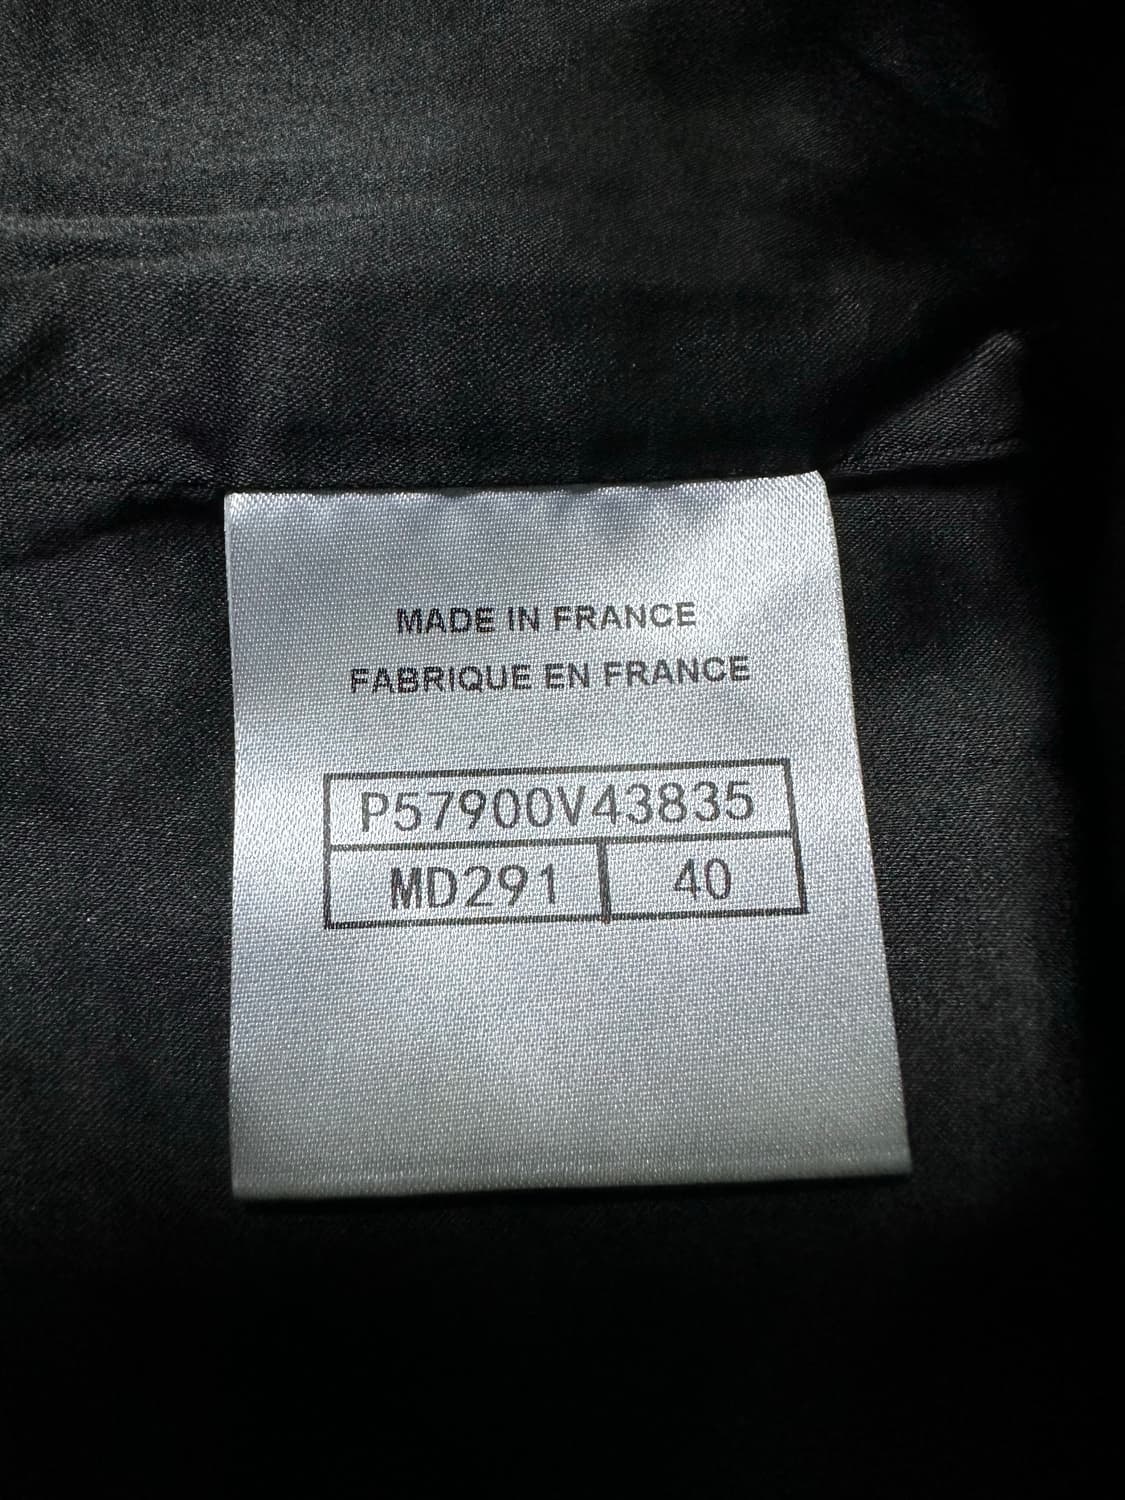 MADE IN FRANCE
FABRIQUE EN FRANCE
P57900V43835
MD291 40